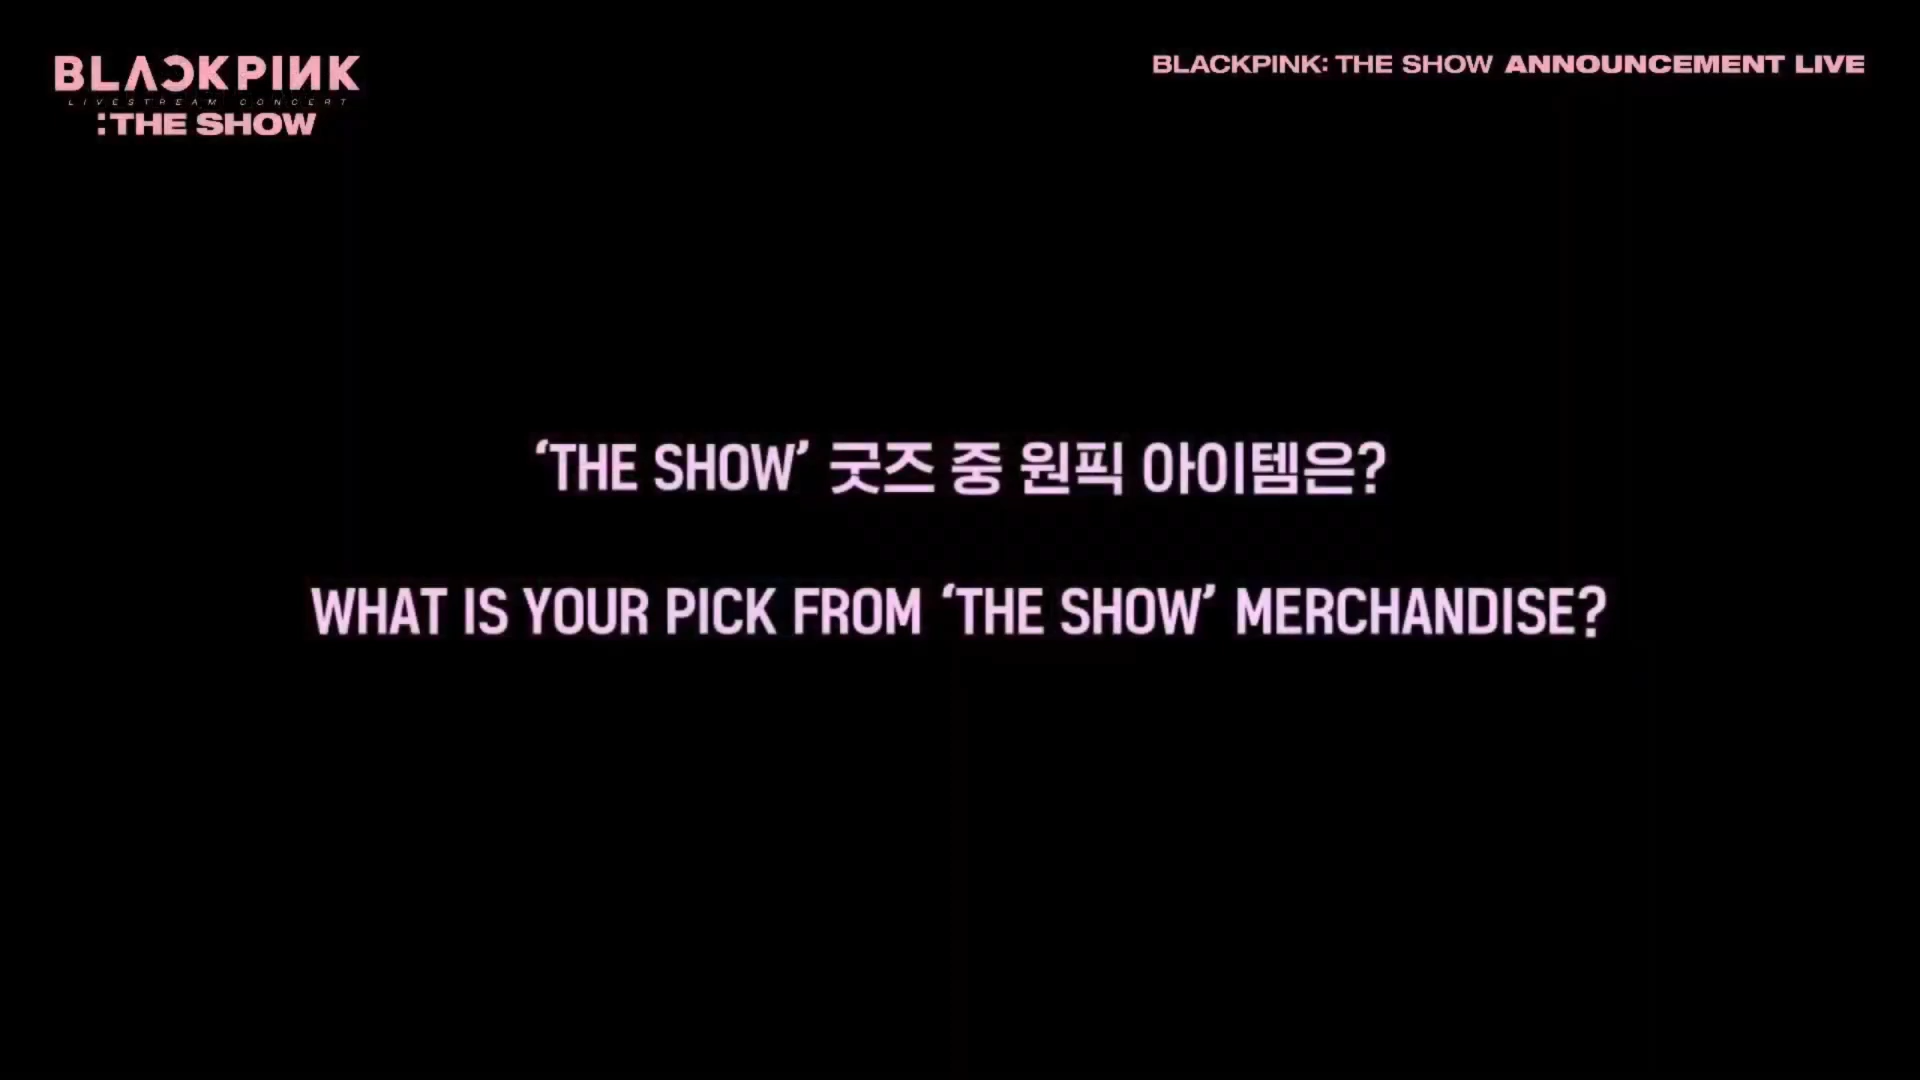 BLACKPINK
LIVESTREAM CONCERT
:THE SHOW
BLACKPINK: THE SHOW ANNOUNCEMENT LIVE
‘THE SHOW’ 굿즈 중 원픽 아이템은?
WHAT IS YOUR PICK FROM ‘THE SHOW’ MERCHANDISE?